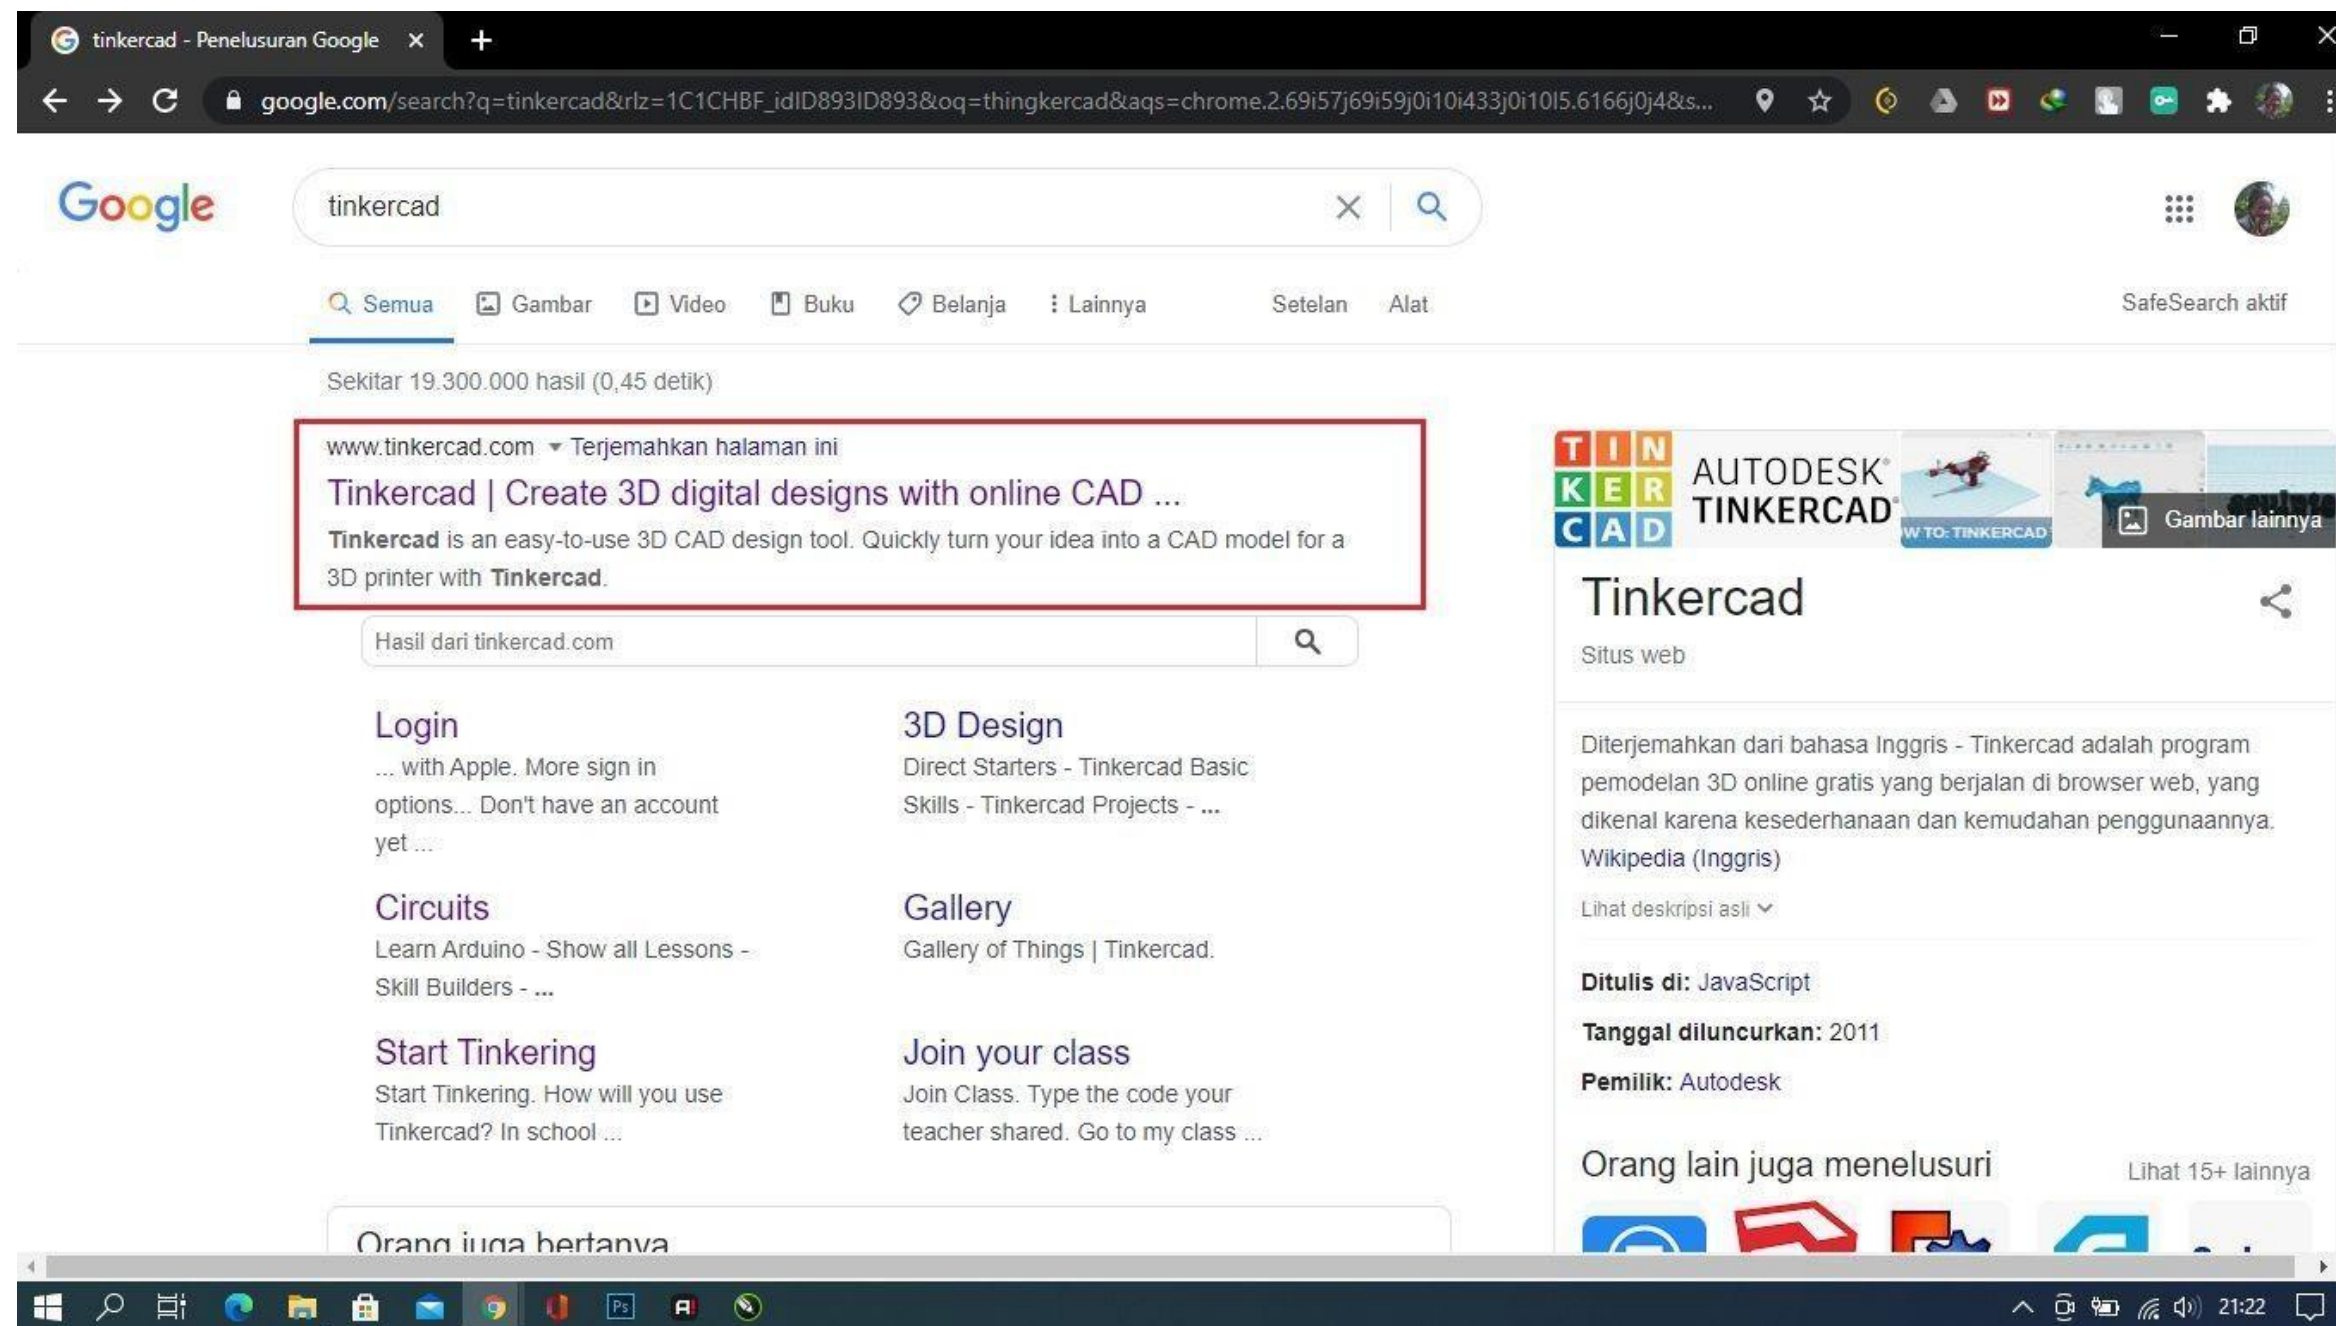 tinkercad - Penelusuran Google
google.com/search?q=tinkercad&rlz=1C1CHBF_idID893ID893&oq=thingkercad&aqs=chrome.2.69i57j69i59j0i10i433j0i10l5.6166j0j4&s...
Google
tinkercad
Semua Gambar Video Buku Belanja Lainnya Setelan Alat SafeSearch aktif
Sekitar 19.300.000 hasil (0,45 detik)
www.tinkercad.com Terjemahkan halaman ini
Tinkercad | Create 3D digital designs with online CAD ...
Tinkercad is an easy-to-use 3D CAD design tool. Quickly turn your idea into a CAD model for a
3D printer with Tinkercad.
Hasil dari tinkercad.com
Login
... with Apple. More sign in
options... Don't have an account
yet ...
3D Design
Direct Starters - Tinkercad Basic
Skills - Tinkercad Projects - ...
Circuits
Learn Arduino - Show all Lessons -
Skill Builders - ...
Gallery
Gallery of Things | Tinkercad.
Start Tinkering
Start Tinkering. How will you use
Tinkercad? In school ...
Join your class
Join Class. Type the code your
teacher shared. Go to my class ...
Orang juga bertanya
TIN
KER
CAD
AUTODESK®
TINKERCAD®
W TO: TINKERCAD
Gambar lainnya
Tinkercad
Situs web
Diterjemahkan dari bahasa Inggris - Tinkercad adalah program
pemodelan 3D online gratis yang berjalan di browser web, yang
dikenal karena kesederhanaan dan kemudahan penggunaannya.
Wikipedia (Inggris)
Lihat deskripsi asli
Ditulis di: JavaScript
Tanggal diluncurkan: 2011
Pemilik: Autodesk
Orang lain juga menelusuri
Lihat 15+ lainnya
Ps
21:22